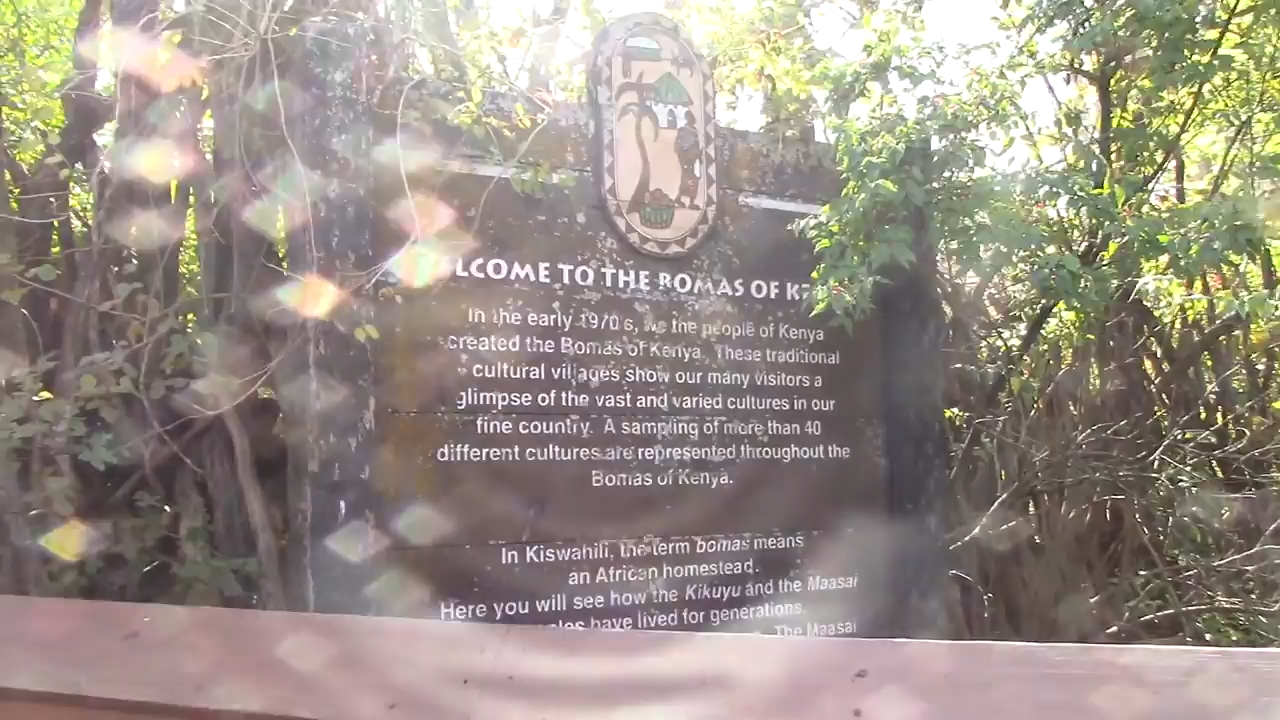 LCOME TO THE BOMAS OF KE
In the early 1970's, we the people of Kenya
created the Bomas of Kenya. These traditional
cultural villages show our many visitors a
glimpse of the vast and varied cultures in our
fine country. A sampling of more than 40
different cultures are represented throughout the
Bomas of Kenya.
In Kiswahili, the term bomas means
an African homestead.
Here you will see how the Kikuyu and the Maasai
have lived for generations.
The Maasai